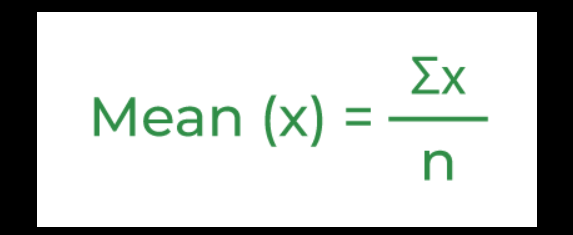 Mean (x) = Σx / n